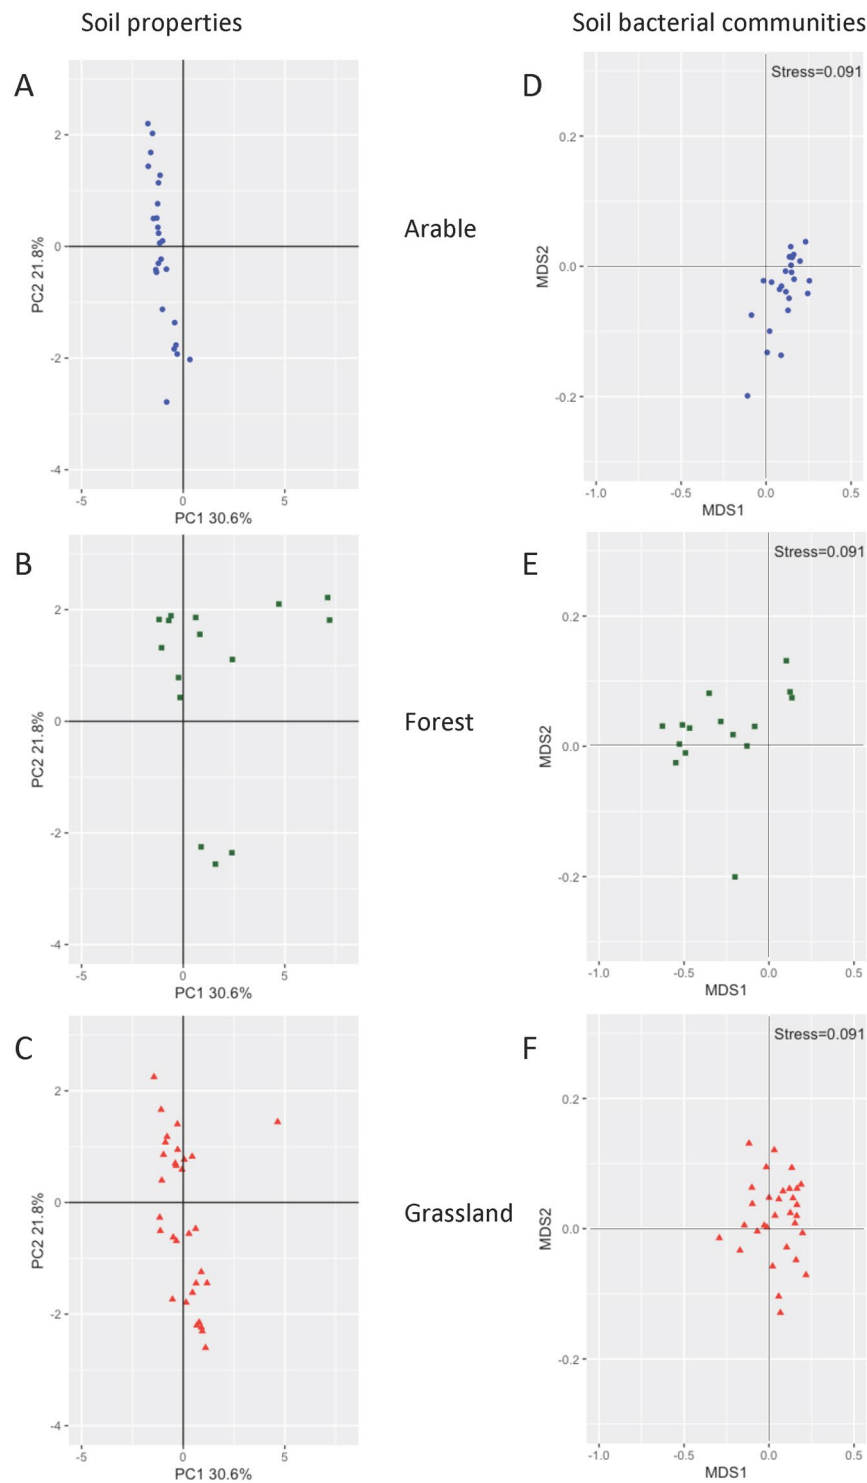 Soil properties
Soil bacterial communities
A
2
0
-2
-4
-5
0
5
PC2 21.8%
PC1 30.6%
Arable
D
Stress=0.091
0.2
0.0
-0.2
-1.0
-0.5
0.0
0.5
MDS2
MDS1
B
2
0
-2
-4
-5
0
5
PC2 21.8%
PC1 30.6%
Forest
E
Stress=0.091
0.2
0.0
-0.2
-1.0
-0.5
0.0
0.5
MDS2
MDS1
C
2
0
-2
-4
-5
0
5
PC2 21.8%
PC1 30.6%
Grassland
F
Stress=0.091
0.2
0.0
-0.2
-1.0
-0.5
0.0
0.5
MDS2
MDS1